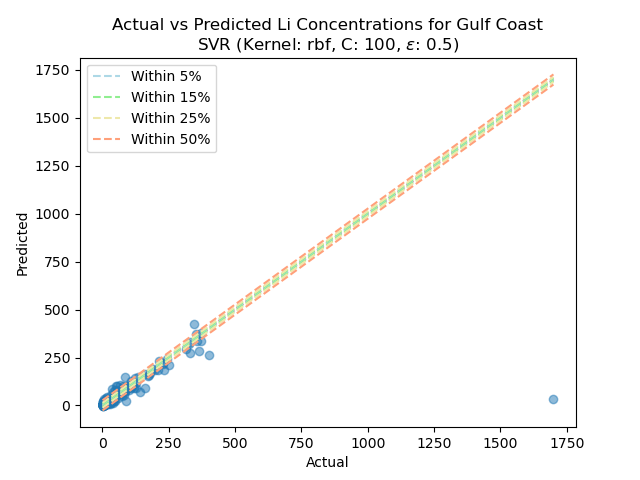 Actual vs Predicted Li Concentrations for Gulf Coast
SVR (Kernel: rbf, C: 100, ε: 0.5)
Within 5%
Within 15%
Within 25%
Within 50%
Predicted
1750
1500
1250
1000
750
500
250
0
0 250 500 750 1000 1250 1500 1750
Actual